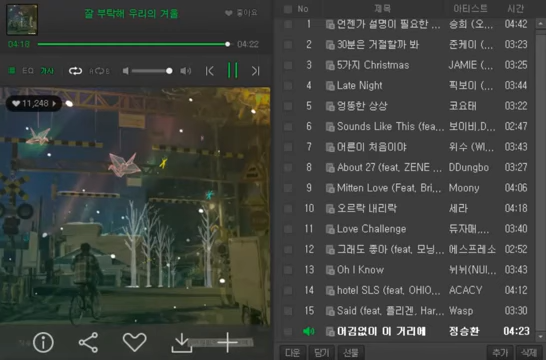 잘 부탁해 우리의 겨울
좋아요
04:18
04:22
EQ 가사
11,248
No 제목 아티스트 시간
1 언젠가 설명이 필요한 ... 승희 (오... 04:42
2 30분은 거절할까 봐 준케이 (... 03:23
3 5가지 Christmas JAMIE (... 03:25
4 Late Night 픽보이 (... 03:44
5 엉뚱한 상상 코요태 03:22
6 Sounds Like This (fea,,, 보이비,D... 02:47
7 어른이 처음이야 위수 (WI... 03:43
8 About 27 (feat, ZENE ... DDungbo 03:27
9 Mitten Love (Feat, Bri... Moony 04:06
10 오르락 내리락 세라 04:18
11 Love Challenge 듀자매,... 03:40
12 그래도 좋아 (feat, 모닝... 에스프레소 02:52
13 Oh I Know 뉘뉘(NUI... 03:43
14 hotel SLS (feat, OHIO... ACACY 04:12
15 Said (feat, 플리겐, Har... Wasp 03:30
어김없이 이 거리에 정승환 04:23
다운 담기 선물 추가 삭제